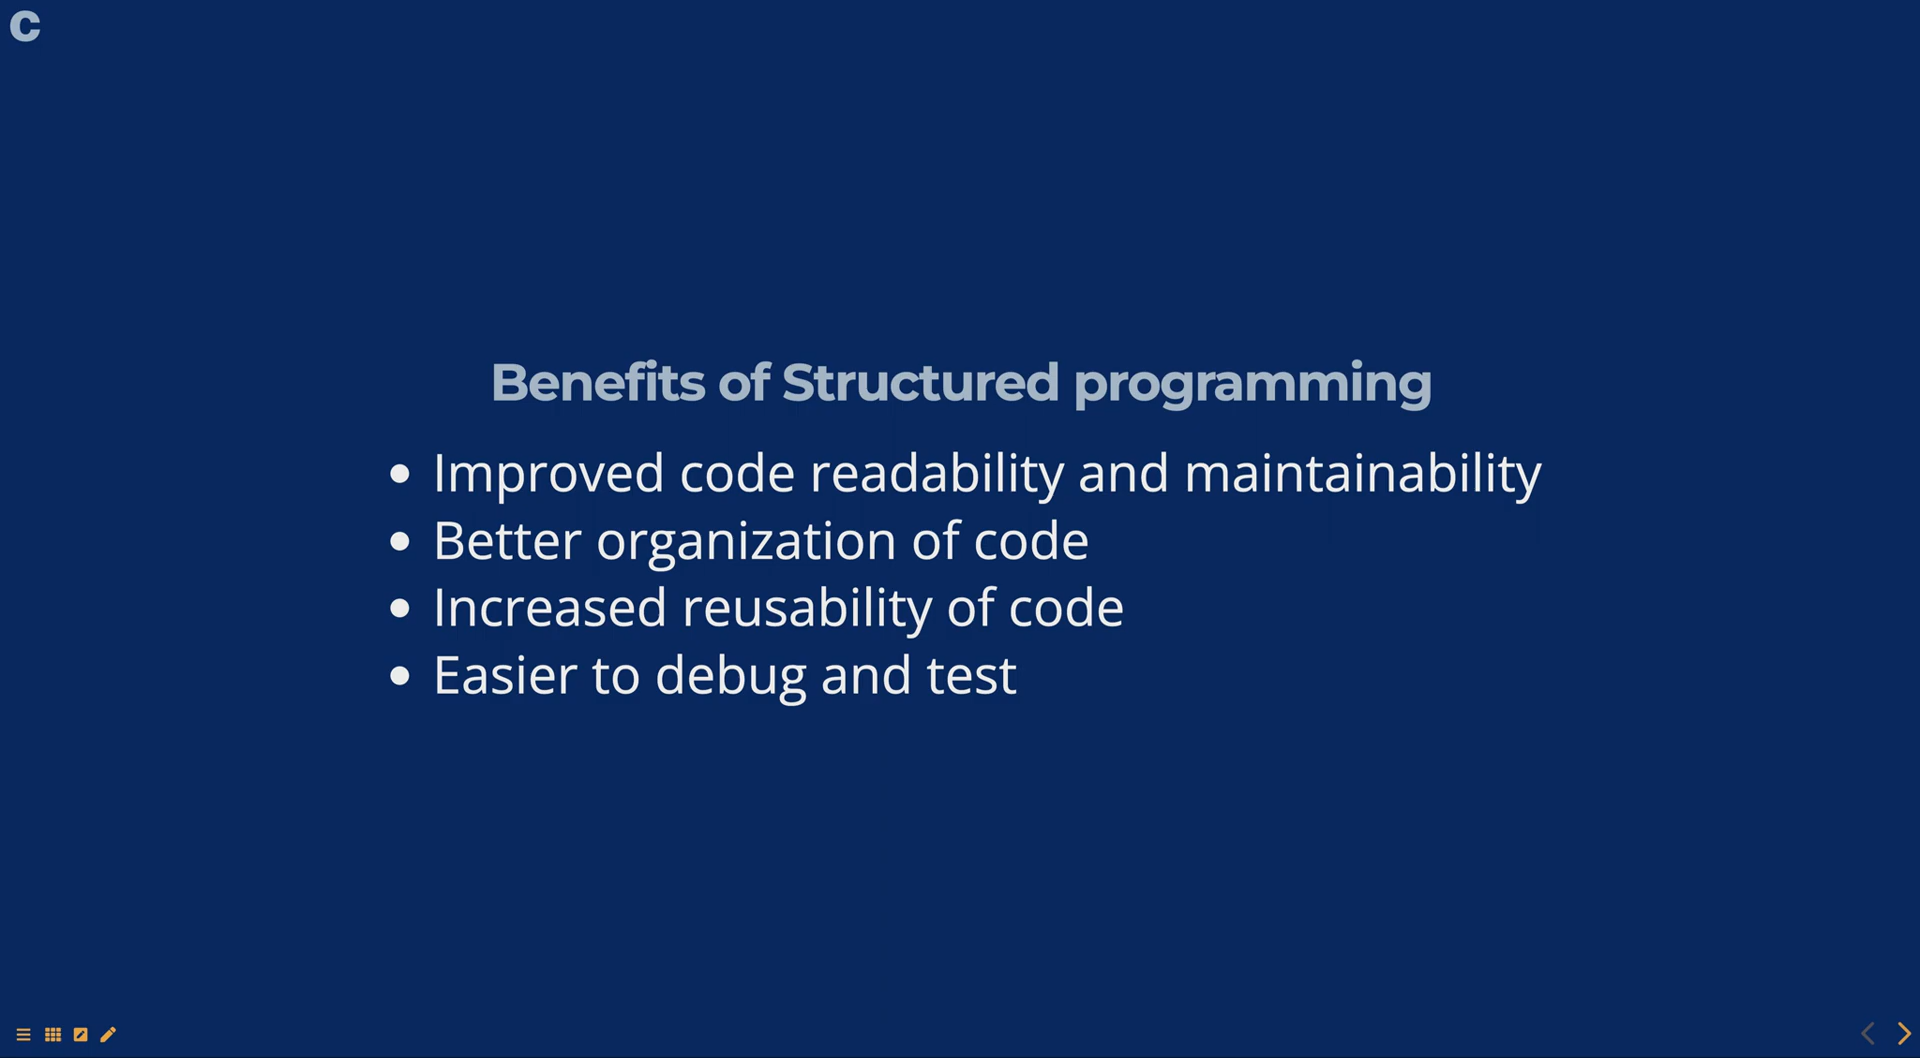 C
Benefits of Structured programming
Improved code readability and maintainability
Better organization of code
Increased reusability of code
Easier to debug and test